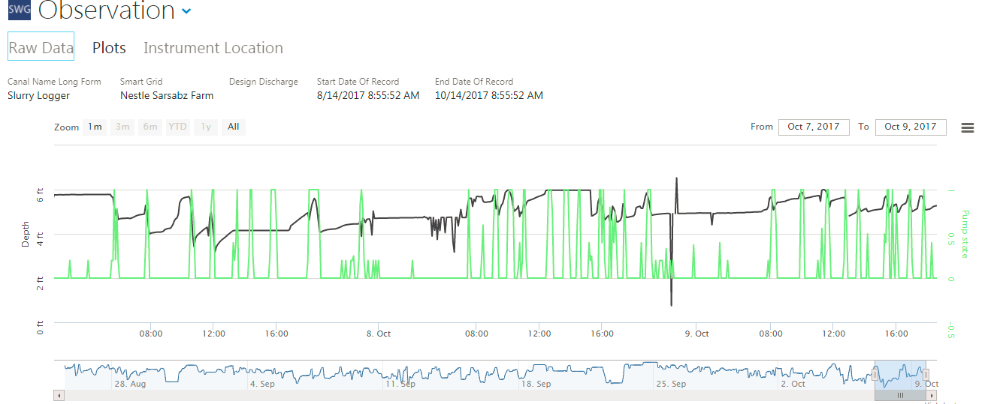 SWG Observation
Raw Data Plots Instrument Location
Canal Name Long Form Smart Grid Design Discharge Start Date Of Record End Date Of Record
Slurry Logger Nestle Sarsabz Farm 8/14/2017 8:55:52 AM 10/14/2017 8:55:52 AM
Zoom 1m 3m 6m YTD 1y All From Oct 7, 2017 To Oct 9, 2017
6 ft 1
Depth Pump state
4 ft 0.5
2 ft 0
0 ft -0.5
08:00 12:00 16:00 8. Oct 08:00 12:00 16:00 9. Oct 08:00 12:00 16:00
28. Aug 4. Sep 11. Sep 18. Sep 25. Sep 2. Oct 9. Oct